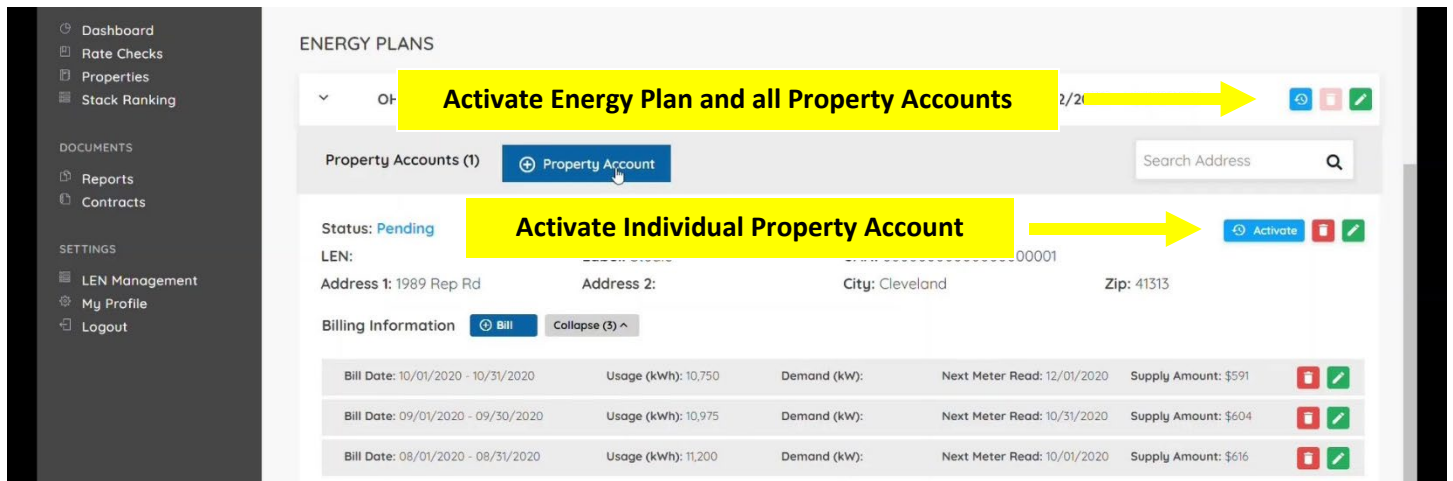 Dashboard
Rate Checks
Properties
Stack Ranking
DOCUMENTS
Reports
Contracts
SETTINGS
LEN Management
My Profile
Logout
ENERGY PLANS
Activate Energy Plan and all Property Accounts
Property Accounts (1) Property Account Search Address
Activate Individual Property Account
Status: Pending Activate
LEN:
Address 1: 1989 Rep Rd Address 2: City: Cleveland Zip: 41313
Billing Information Bill Collapse (3)
Bill Date: 10/01/2020 - 10/31/2020 Usage (kWh): 10,750 Demand (kW): Next Meter Read: 12/01/2020 Supply Amount: $591
Bill Date: 09/01/2020 - 09/30/2020 Usage (kWh): 10,975 Demand (kW): Next Meter Read: 10/31/2020 Supply Amount: $604
Bill Date: 08/01/2020 - 08/31/2020 Usage (kWh): 11,200 Demand (kW): Next Meter Read: 10/01/2020 Supply Amount: $616